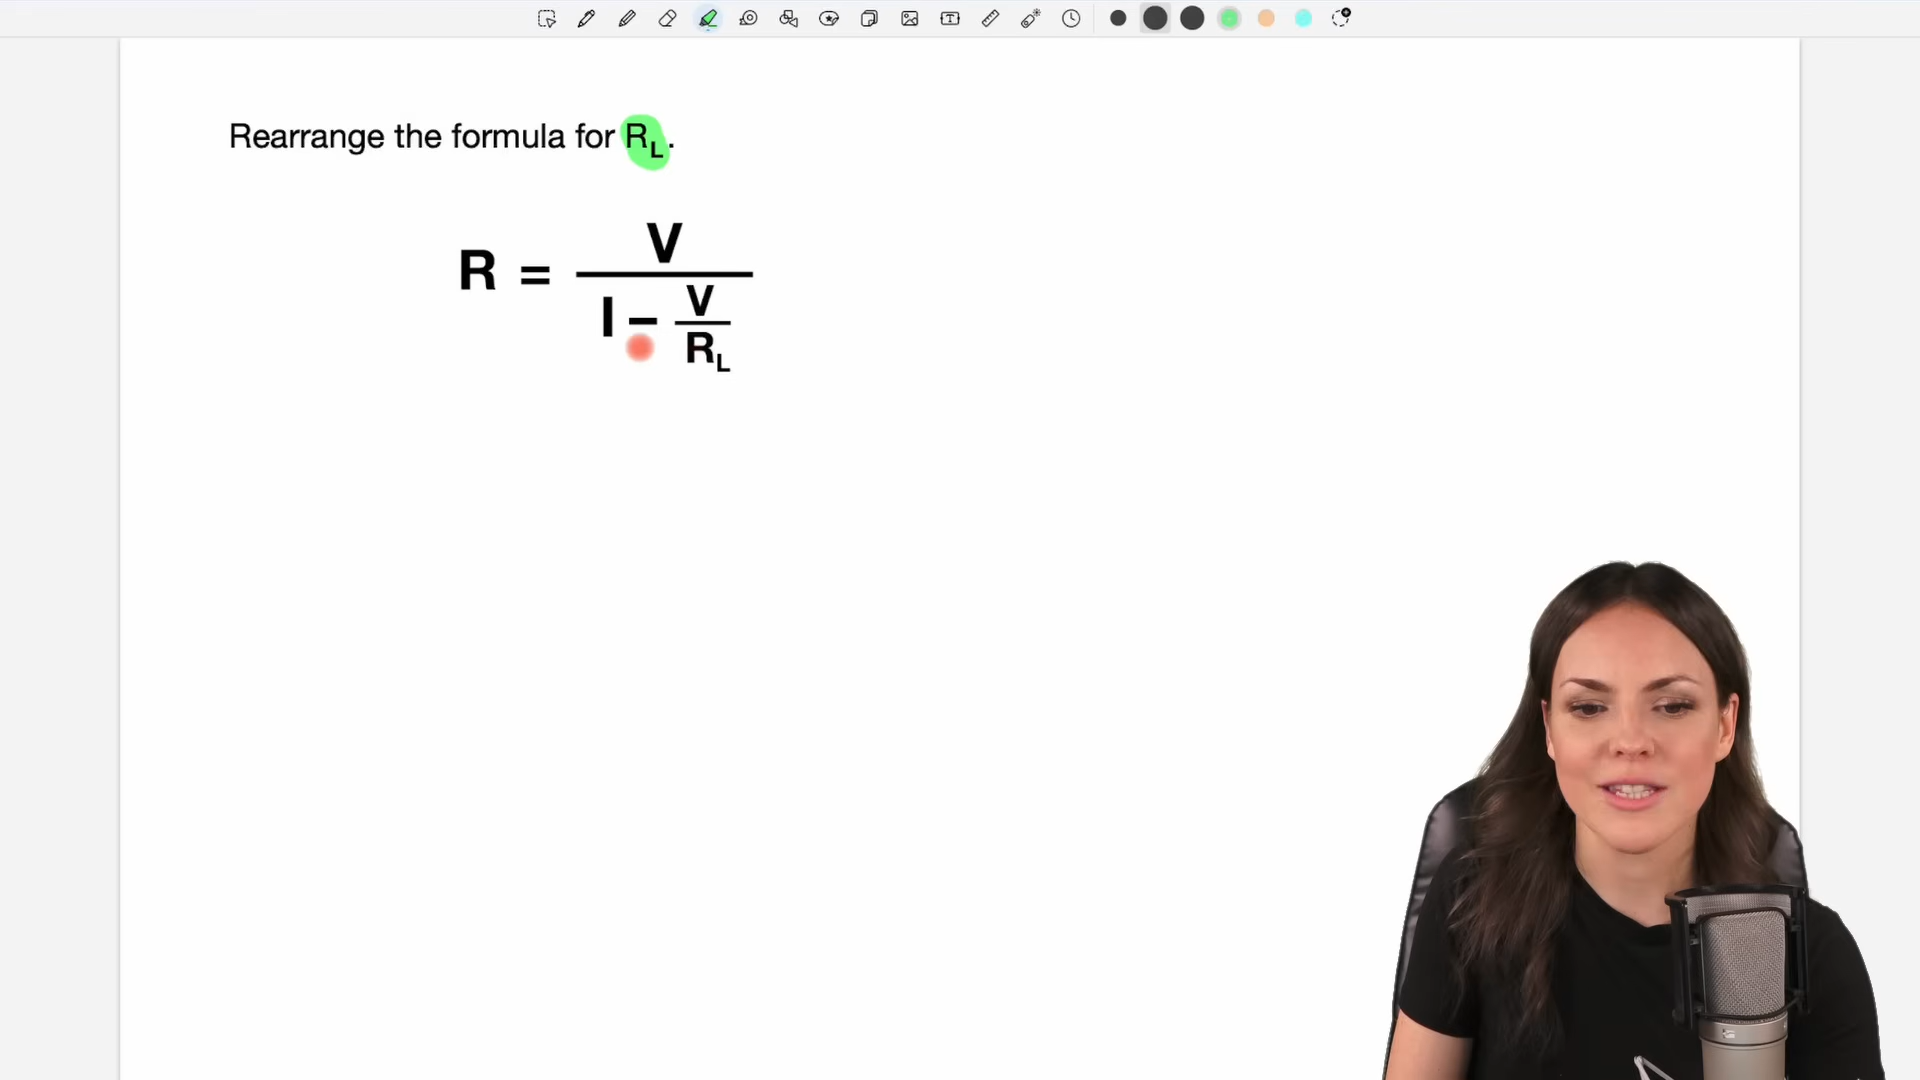 Rearrange the formula for R_L.
R = V / (I − V / R_L)